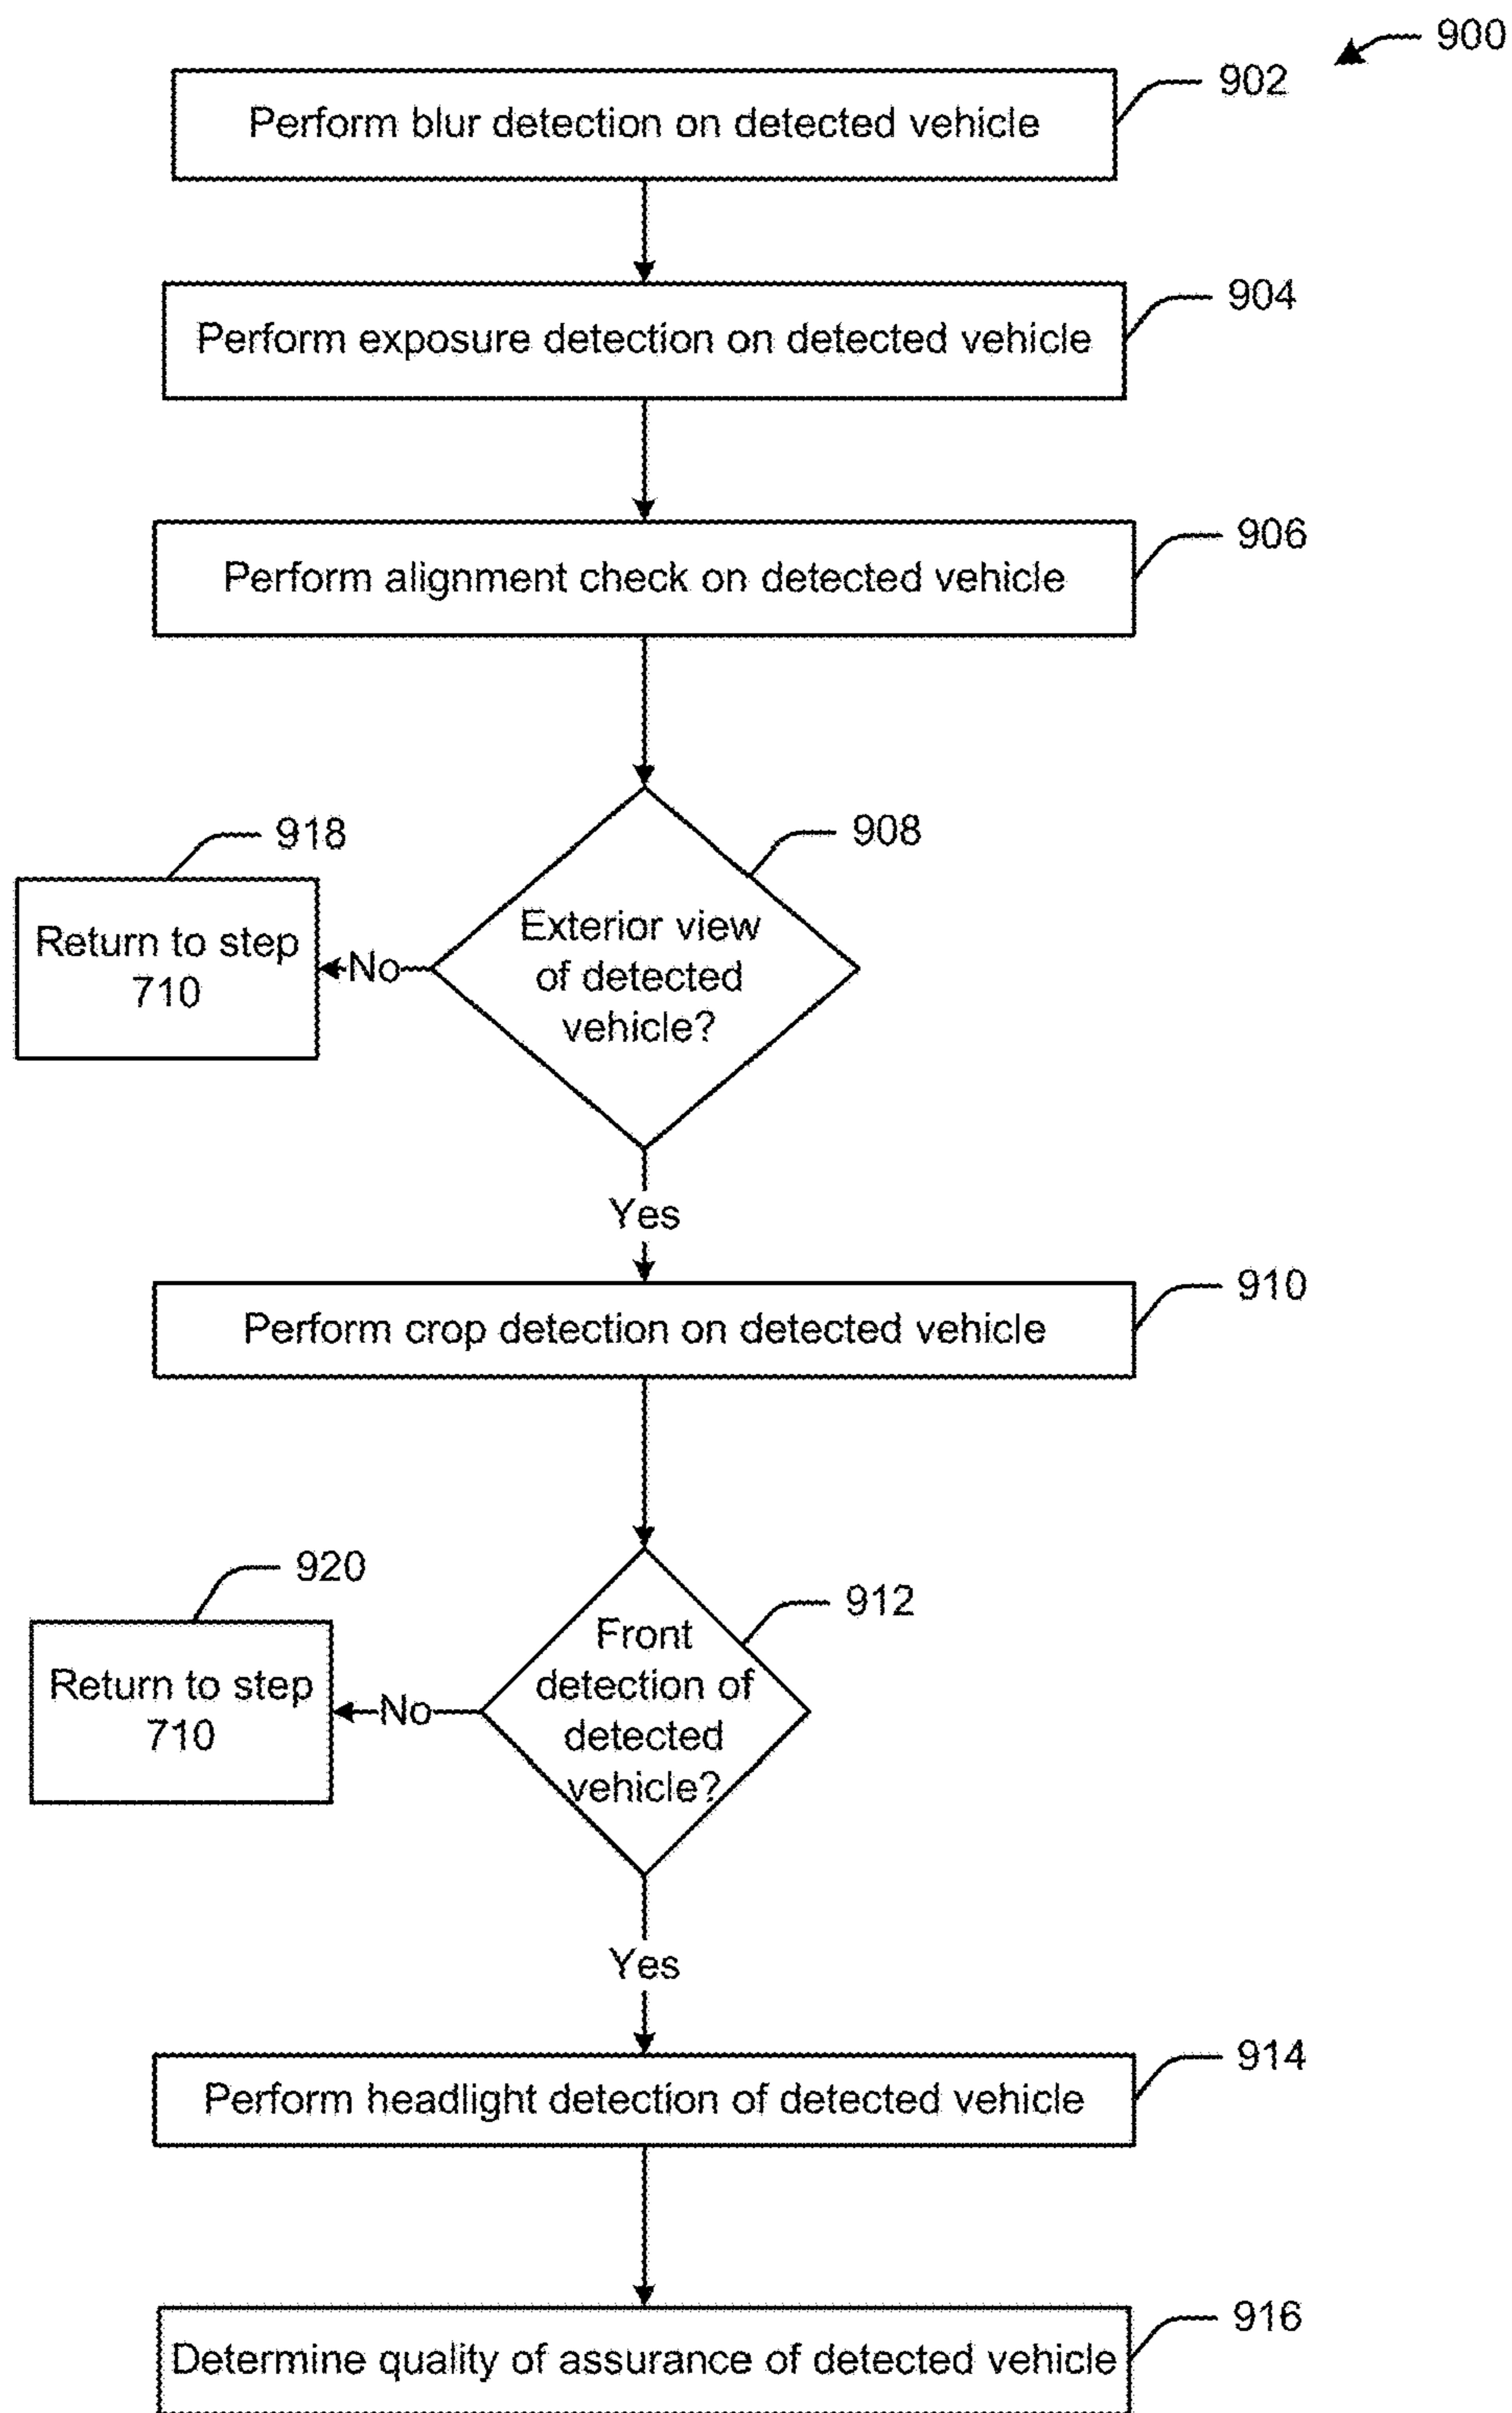 900
902
Perform blur detection on detected vehicle
904
Perform exposure detection on detected vehicle
906
Perform alignment check on detected vehicle
918
908
Return to step
710
No
Exterior view
of detected
vehicle?
Yes
910
Perform crop detection on detected vehicle
920
912
Return to step
710
No
Front
detection of
detected
vehicle?
Yes
914
Perform headlight detection of detected vehicle
916
Determine quality of assurance of detected vehicle